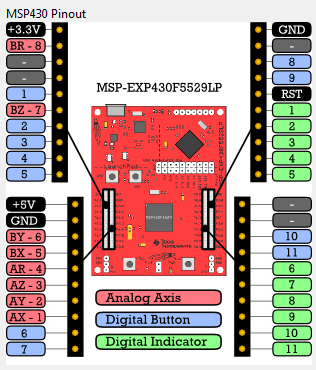 MSP430 Pinout
+3.3V
BR - 8
-
-
1
BZ - 7
2
3
4
5
GND
-
8
9
RST
1
2
3
4
5
MSP-EXP430F5529LP
+5V
GND
BY - 6
BX - 5
AR - 4
AZ - 3
AY - 2
AX - 1
6
7
-
-
10
11
6
7
8
9
10
11
Analog Axis
Digital Button
Digital Indicator